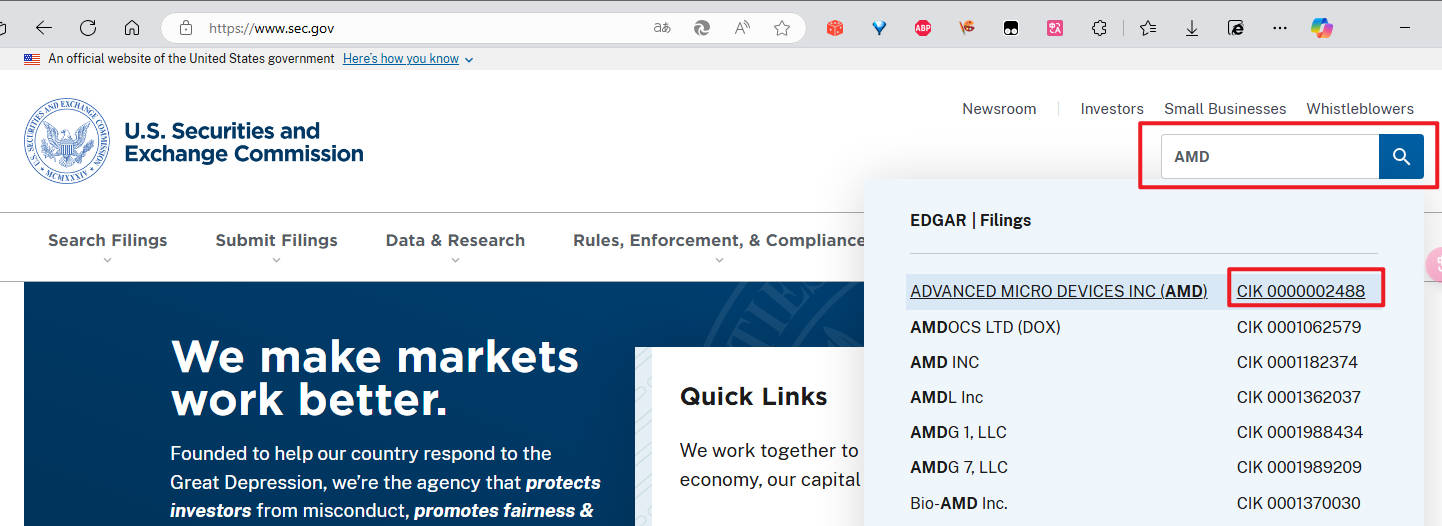 https://www.sec.gov
An official website of the United States government Here's how you know
U.S. Securities and
Exchange Commission
Newsroom Investors Small Businesses Whistleblowers
AMD
Search Filings Submit Filings Data & Research Rules, Enforcement, & Compliance
EDGAR | Filings
ADVANCED MICRO DEVICES INC (AMD) CIK 0000002488
AMDOCS LTD (DOX) CIK 0001062579
AMD INC CIK 0001182374
AMDL Inc CIK 0001362037
AMDG 1, LLC CIK 0001988434
AMDG 7, LLC CIK 0001989209
Bio-AMD Inc. CIK 0001370030
We make markets
work better.
Founded to help our country respond to the
Great Depression, we're the agency that protects
investors from misconduct, promotes fairness &
Quick Links
We work together to
economy, our capital